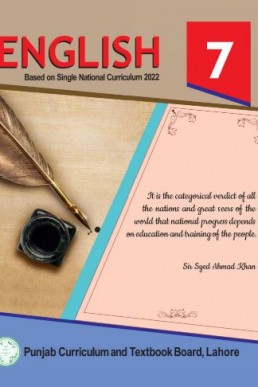 ENGLISH
7
Based on Single National Curriculum 2022
It is the categorical verdict of all
the nations and great seers of the
world that national progress depends
on education and training of the people.
Sir Syed Ahmad Khan
Punjab Curriculum and Textbook Board, Lahore